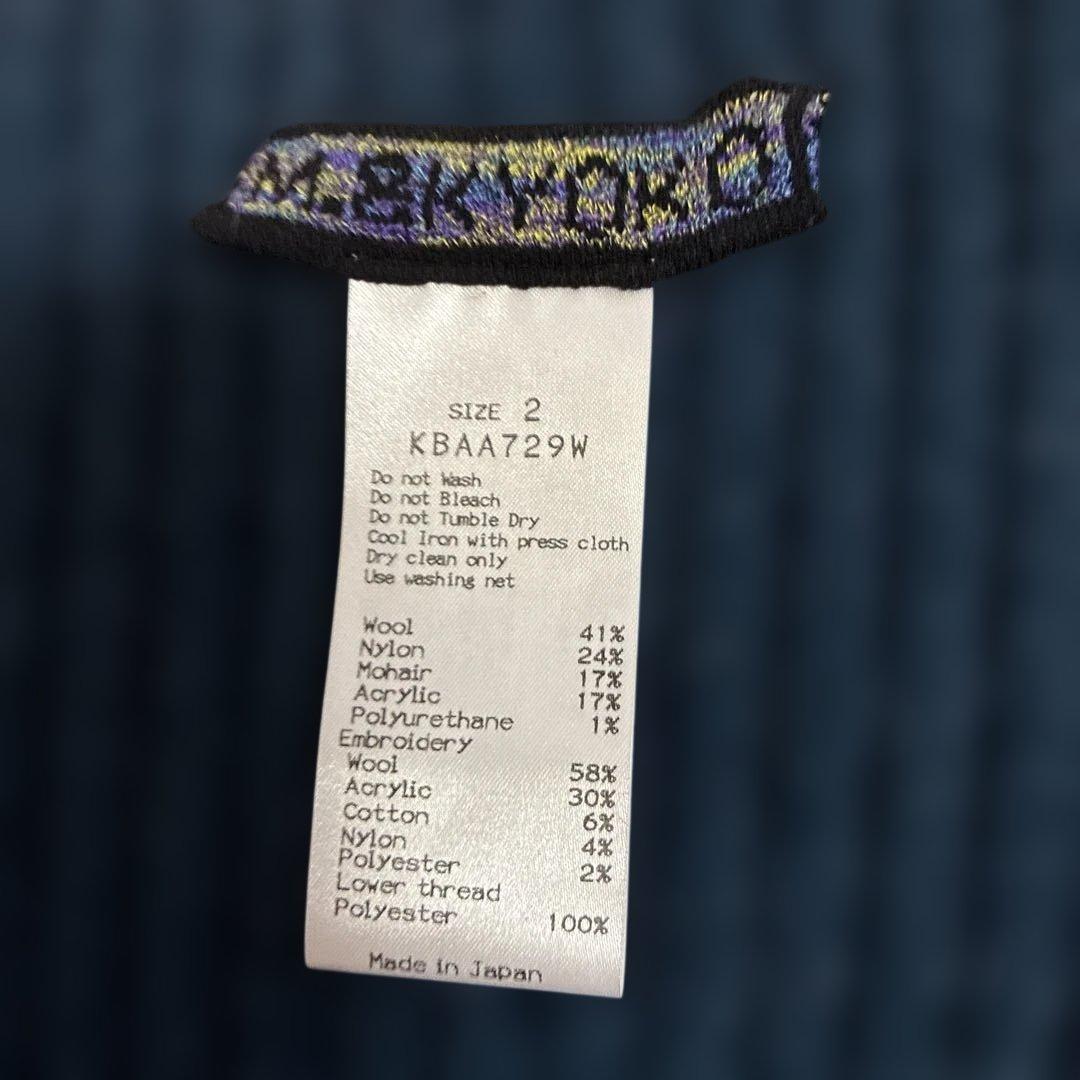 M.&KYOKO
SIZE 2
KBAA729W
Do not Wash
Do not Bleach
Do not Tumble Dry
Cool Iron with press cloth
Dry clean only
Use washing net
Wool 41%
Nylon 24%
Mohair 17%
Acrylic 17%
Polyurethane 1%
Embroidery
Wool 58%
Acrylic 30%
Cotton 6%
Nylon 4%
Polyester 2%
Lower thread
Polyester 100%
Made in Japan